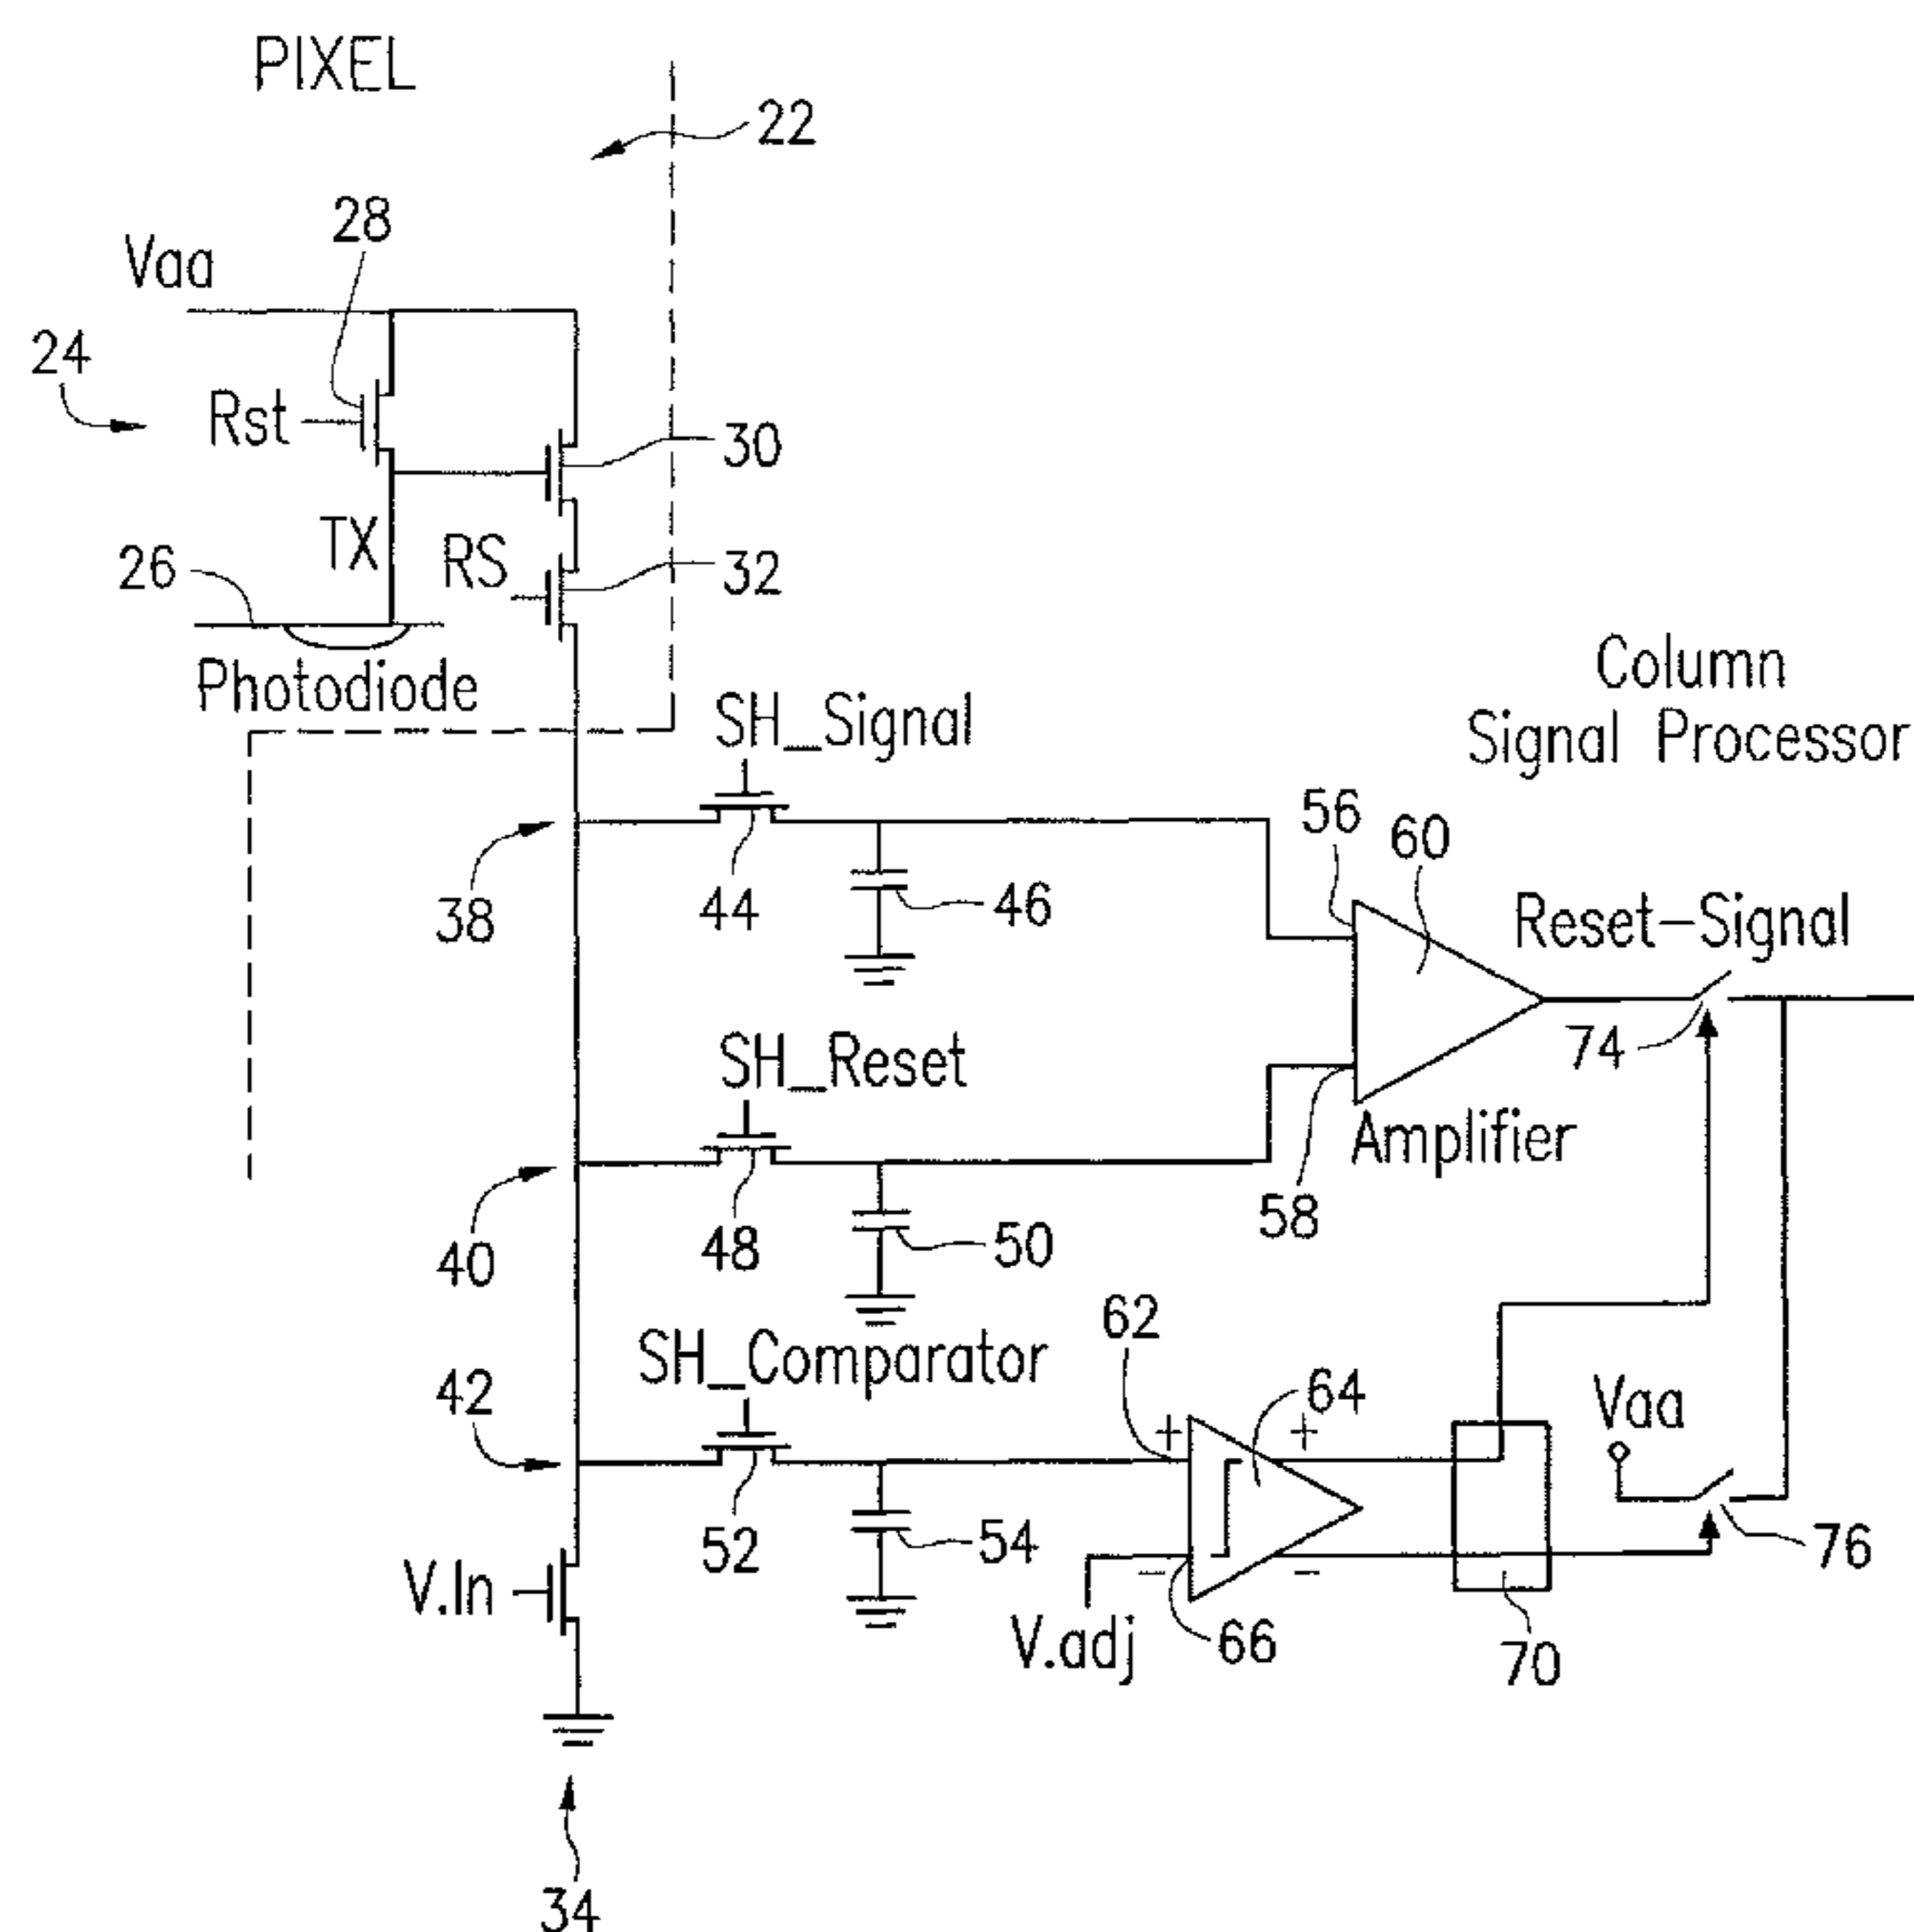 PIXEL
22
28
Vaa
24
Rst
30
TX
RS
26
32
Photodiode
SH_Signal
Column
Signal Processor
56
60
38
44
46
Reset-Signal
74
SH_Reset
Amplifier
58
40
48
50
62
SH_Comparator
42
64
+
+
Vaa
52
54
76
V.In
-
-
V.adj
66
70
34